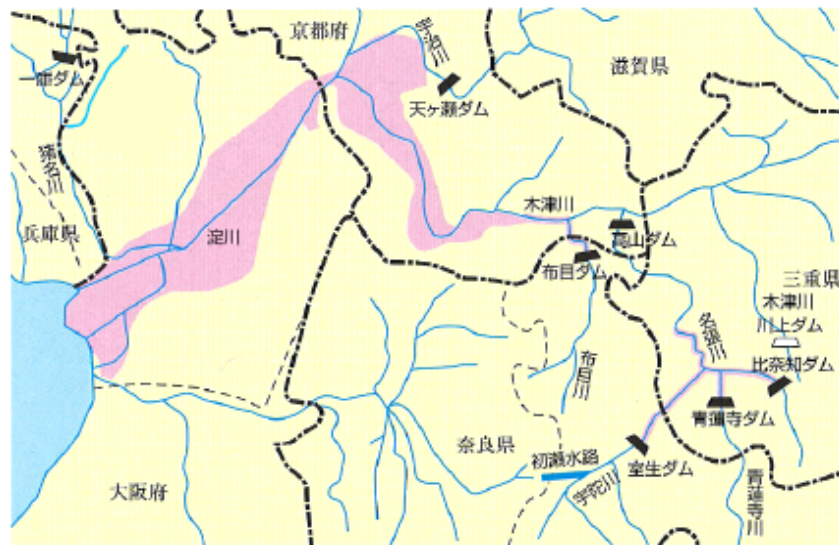 京都府
宇治川
滋賀県
一庫ダム
天ヶ瀬ダム
猪名川
兵庫県
淀川
木津川
高山ダム
布目ダム
三重県
木津川
川上ダム
名張川
比奈知ダム
布目川
青蓮寺ダム
奈良県
初瀬水路
室生ダム
宇陀川
大阪府
青蓮寺川